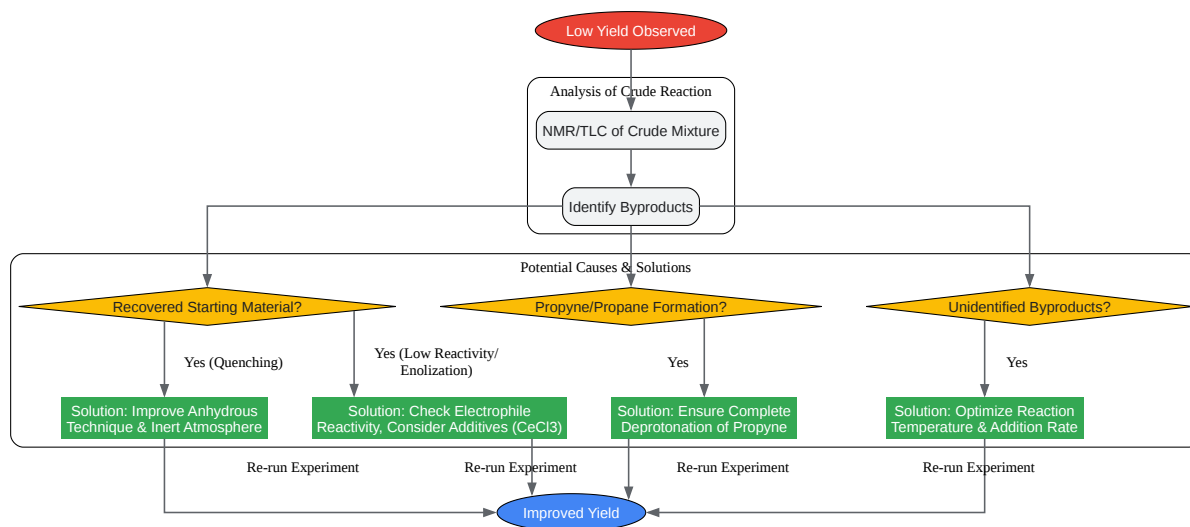 Low Yield Observed
Analysis of Crude Reaction
NMR/TLC of Crude Mixture
Identify Byproducts
Potential Causes & Solutions
Recovered Starting Material?
Propyne/Propane Formation?
Unidentified Byproducts?
Yes (Quenching)
Yes (Low Reactivity/
Enolization)
Yes
Yes
Solution: Improve Anhydrous
Technique & Inert Atmosphere
Solution: Check Electrophile
Reactivity, Consider Additives (CeCl3)
Solution: Ensure Complete
Deprotonation of Propyne
Solution: Optimize Reaction
Temperature & Addition Rate
Re-run Experiment
Re-run Experiment
Re-run Experiment
Re-run Experiment
Improved Yield